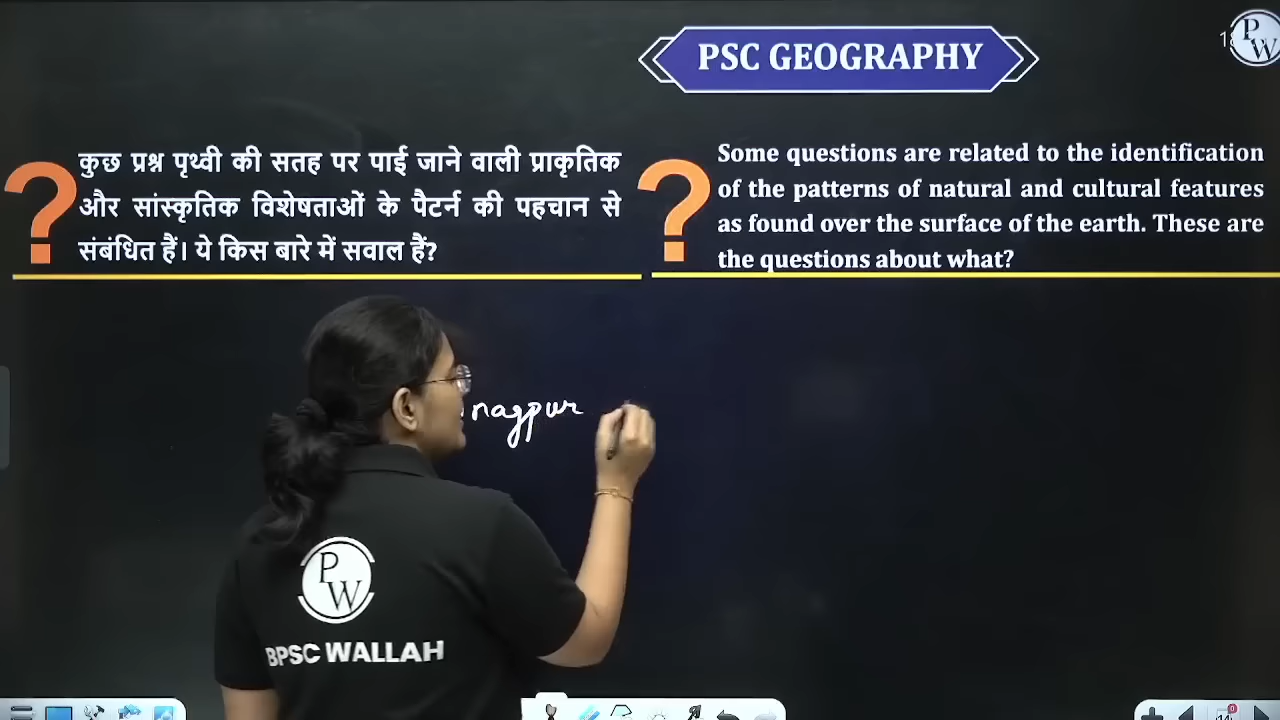 PSC GEOGRAPHY
P
W
कुछ प्रश्न पृथ्वी की सतह पर पाई जाने वाली प्राकृतिक
और सांस्कृतिक विशेषताओं के पैटर्न की पहचान से
संबंधित हैं। ये किस बारे में सवाल हैं?
Some questions are related to the identification
of the patterns of natural and cultural features
as found over the surface of the earth. These are
the questions about what?
nagpur
P
W
BPSC WALLAH